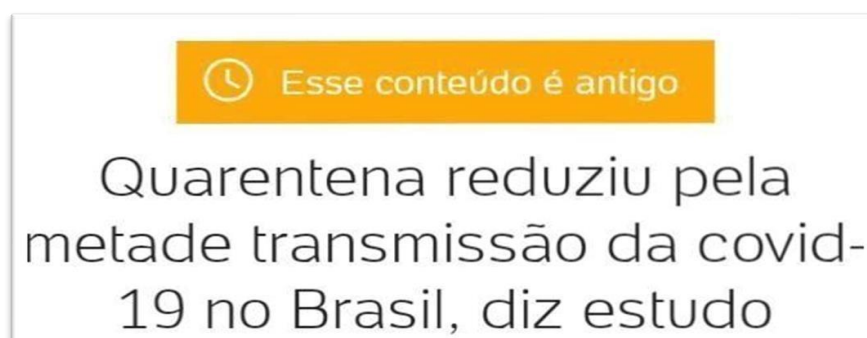 Esse conteúdo é antigo
Quarentena reduziu pela
metade transmissão da covid-
19 no Brasil, diz estudo